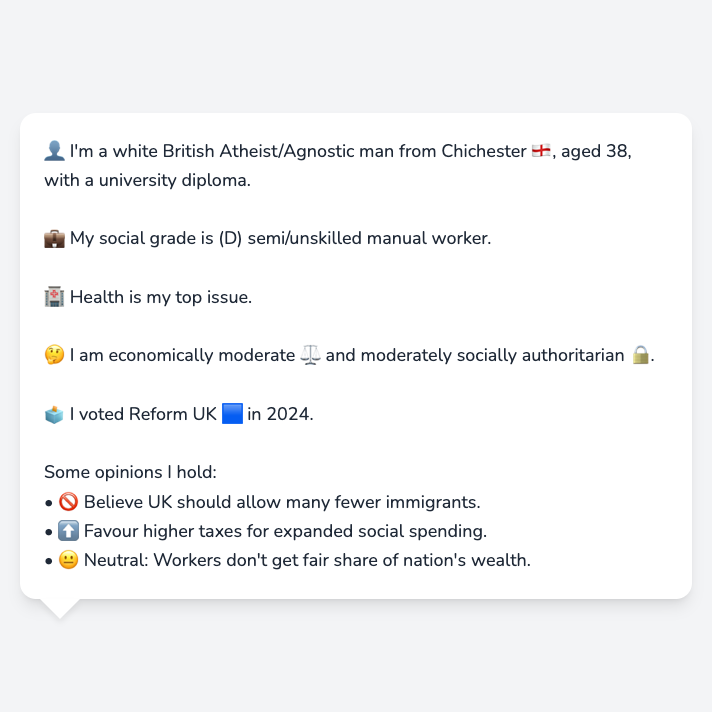 👤 I'm a white British Atheist/Agnostic man from Chichester 🏴󠁧󠁢󠁥󠁮󠁧󠁿, aged 38,
with a university diploma.
💼 My social grade is (D) semi/unskilled manual worker.
🏥 Health is my top issue.
🤔 I am economically moderate ⚖️ and moderately socially authoritarian 🔒.
🗳️ I voted Reform UK 🟦 in 2024.
Some opinions I hold:
• 🚫 Believe UK should allow many fewer immigrants.
• ⬆️ Favour higher taxes for expanded social spending.
• 😐 Neutral: Workers don't get fair share of nation's wealth.